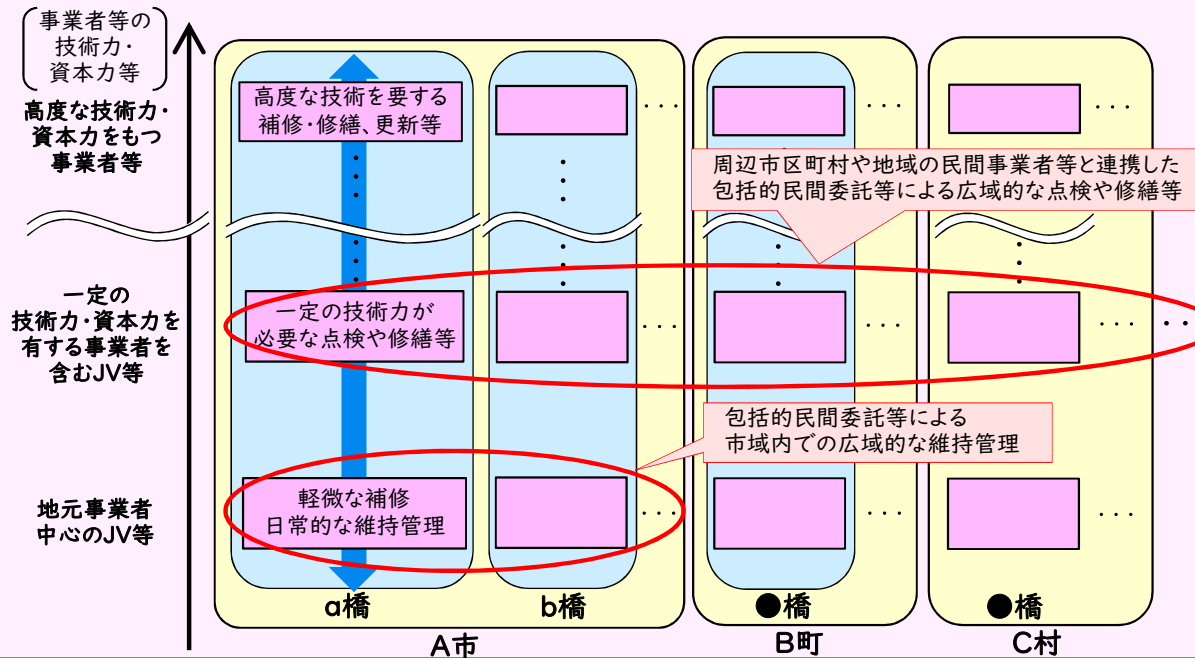 事業者等の
技術力・
資本力等
高度な技術力・
資本力をもつ
事業者等
一定の
技術力・資本力を
有する事業者を
含むJV等
地元事業者
中心のJV等
高度な技術を要する
補修・修繕、更新等
・・・
・・・
・・・
周辺市区町村や地域の民間事業者等と連携した
包括的民間委託等による広域的な点検や修繕等
一定の技術力が
必要な点検や修繕等
・・・
・・・
・・・
・・
包括的民間委託等による
市域内での広域的な維持管理
軽微な補修
日常的な維持管理
・・・
・・・
・・・
a橋
b橋
●橋
●橋
A市
B町
C村